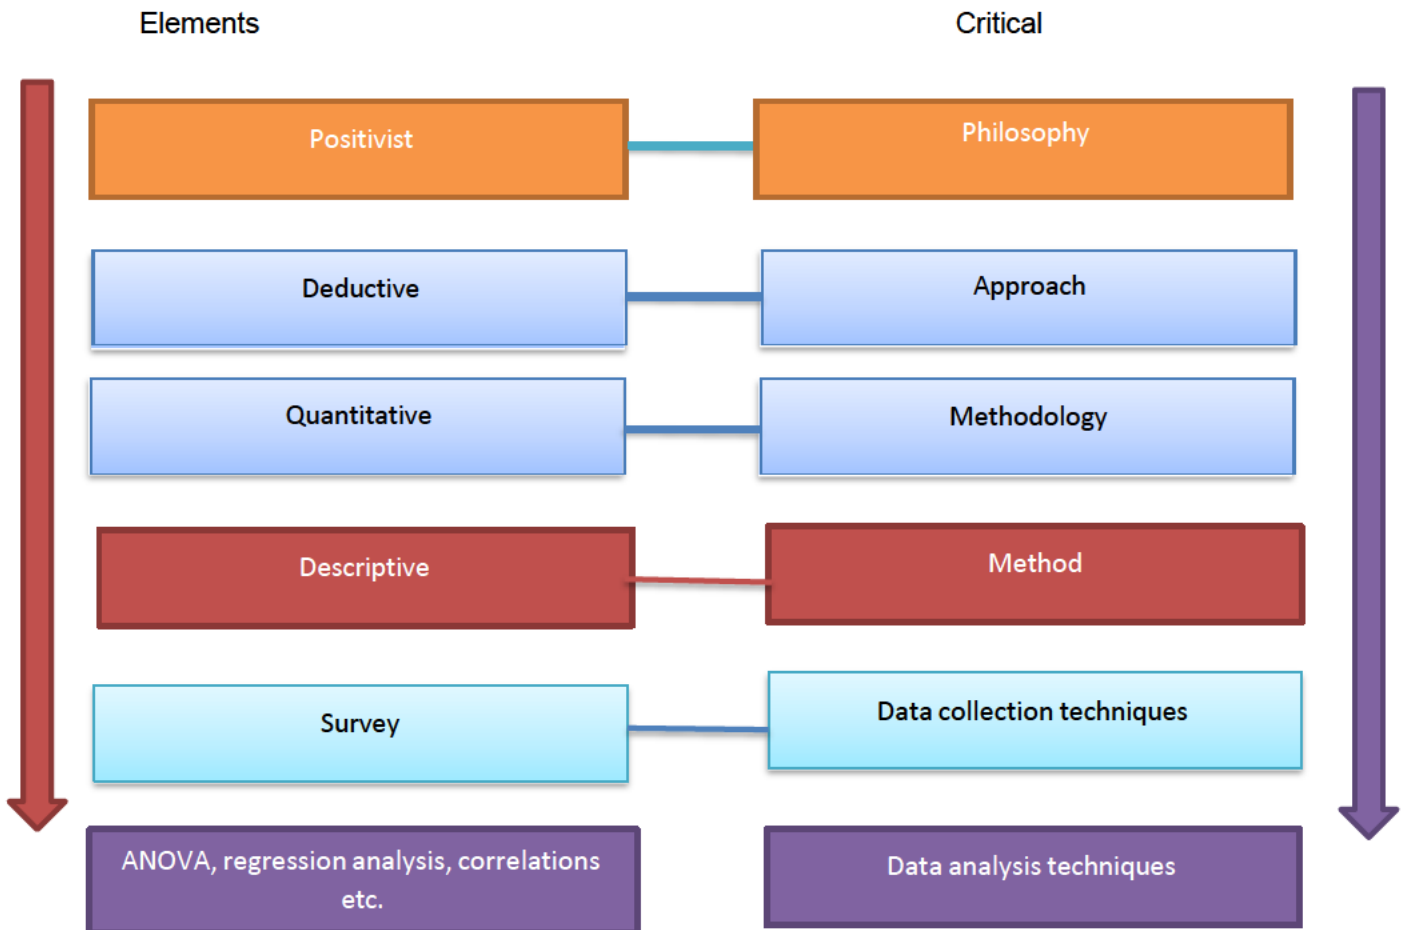 Elements
Critical
Positivist
Philosophy
Deductive
Approach
Quantitative
Methodology
Descriptive
Method
Survey
Data collection techniques
ANOVA, regression analysis, correlations
etc.
Data analysis techniques